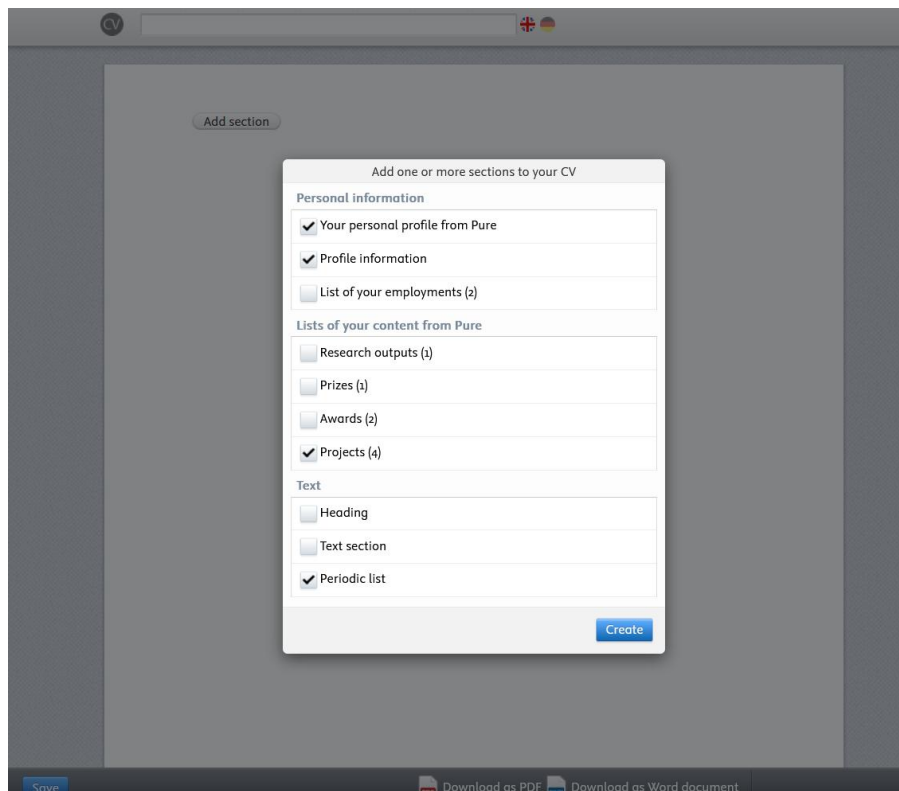 CV
Add section
Add one or more sections to your CV
Personal information
Your personal profile from Pure
Profile information
List of your employments (2)
Lists of your content from Pure
Research outputs (1)
Prizes (1)
Awards (2)
Projects (4)
Text
Heading
Text section
Periodic list
Create
Save
Download as PDF
Download as Word document